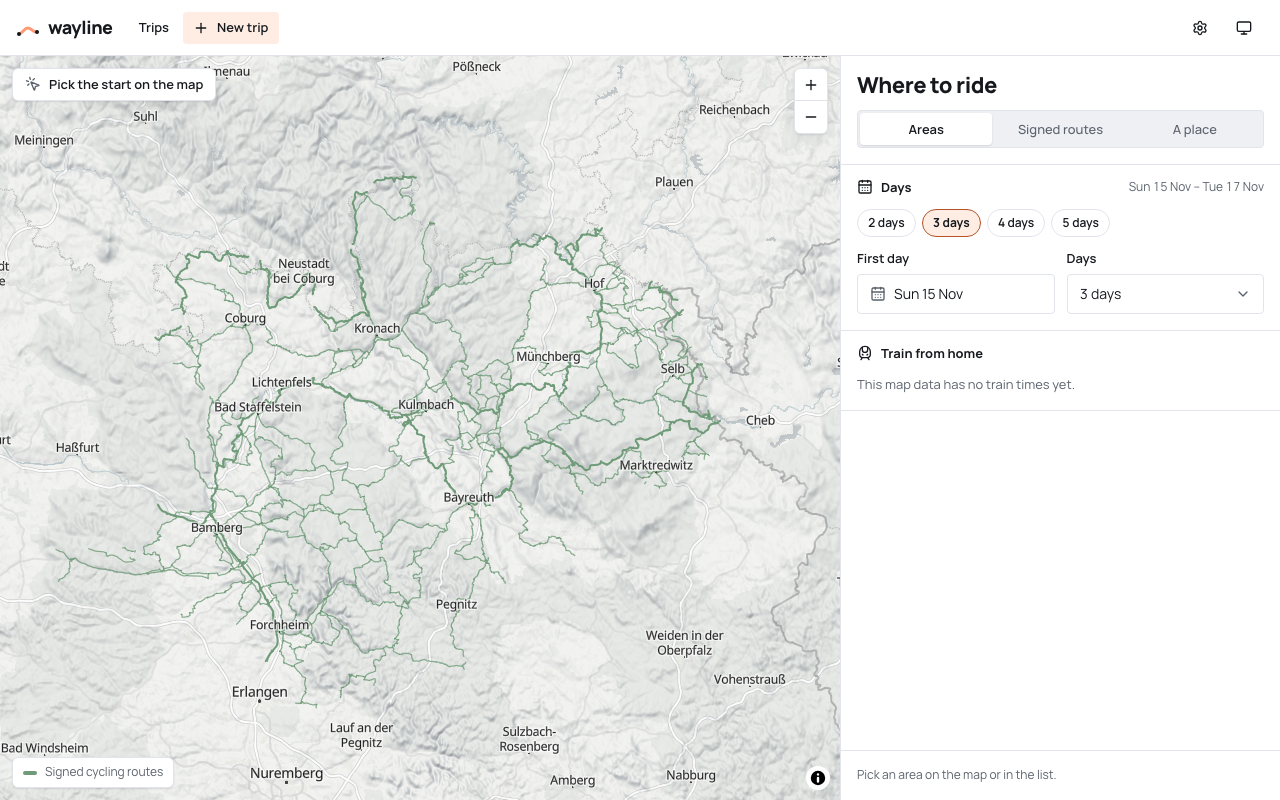 wayline
Trips
New trip
Pick the start on the map
Pößneck
Suhl
Reichenbach
Meiningen
Plauen
Neustadt
bei Coburg
Hof
Coburg
Kronach
Münchberg
Selb
Lichtenfels
Bad Staffelstein
Kulmbach
Cheb
Haßfurt
Marktredwitz
Bayreuth
Bamberg
Pegnitz
Forchheim
Weiden in der
Oberpfalz
Vohenstrauß
Erlangen
Lauf an der
Pegnitz
Sulzbach-
Rosenberg
Bad Windsheim
Signed cycling routes
Nuremberg
Amberg
Nabburg
Where to ride
Areas
Signed routes
A place
Days
Sun 15 Nov – Tue 17 Nov
2 days
3 days
4 days
5 days
First day
Days
Sun 15 Nov
3 days
Train from home
This map data has no train times yet.
Pick an area on the map or in the list.